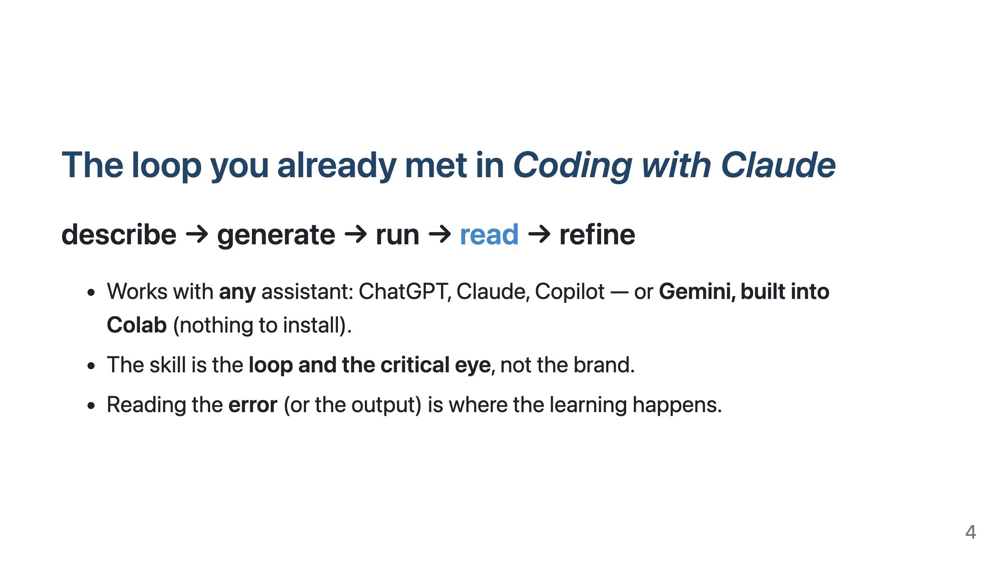 The loop you already met in Coding with Claude
describe → generate → run → read → refine
• Works with any assistant: ChatGPT, Claude, Copilot — or Gemini, built into
Colab (nothing to install).
• The skill is the loop and the critical eye, not the brand.
• Reading the error (or the output) is where the learning happens.
4